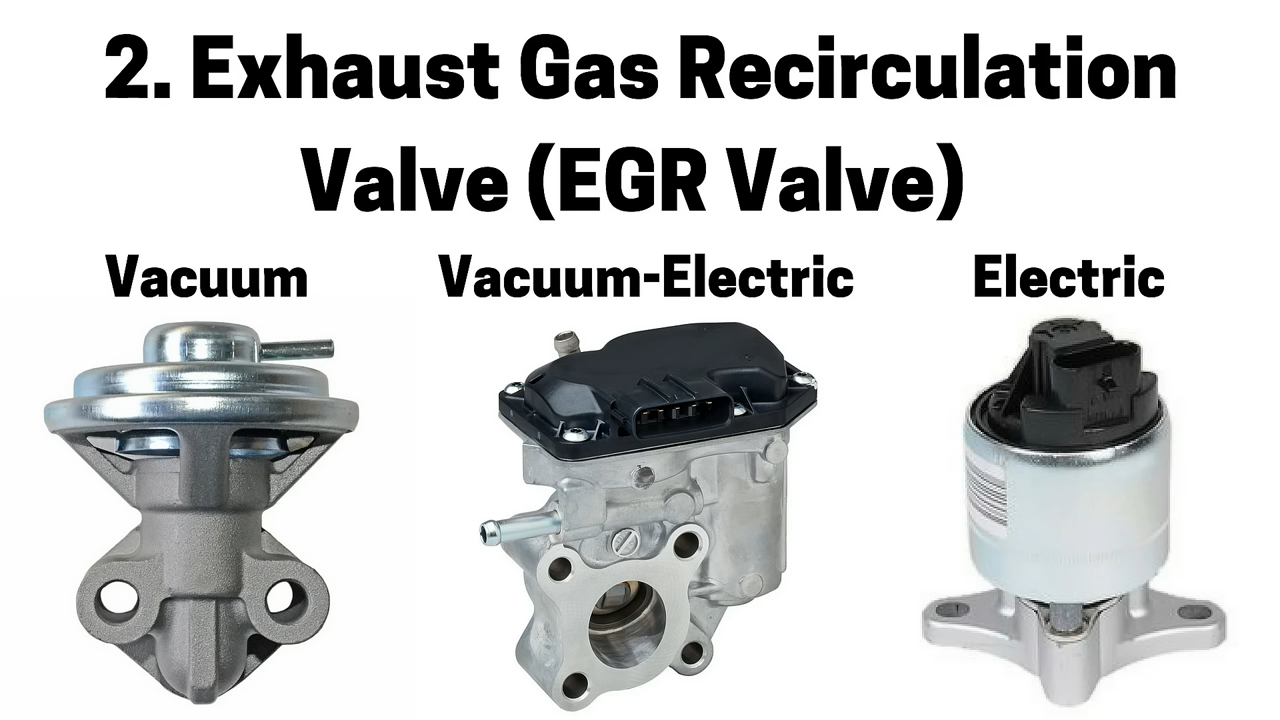 2. Exhaust Gas Recirculation
Valve (EGR Valve)
Vacuum
Vacuum-Electric
Electric